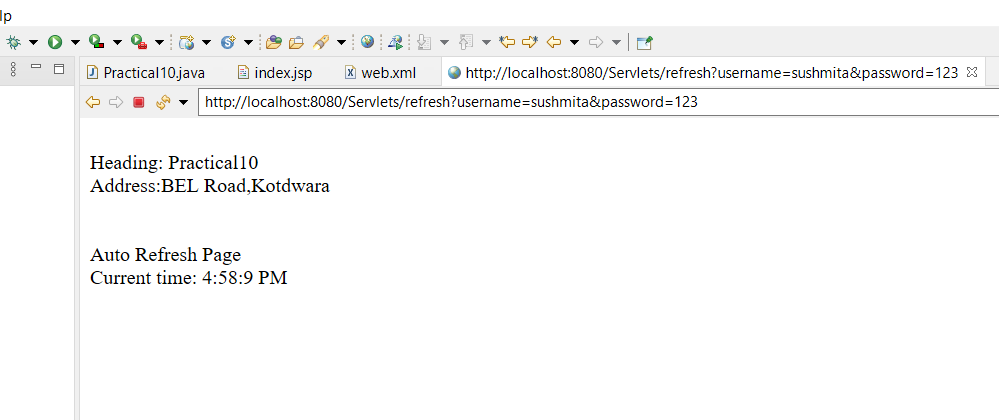 lp
Practical10.java index.jsp web.xml http://localhost:8080/Servlets/refresh?username=sushmita&password=123
http://localhost:8080/Servlets/refresh?username=sushmita&password=123
Heading: Practical10
Address:BEL Road,Kotdwara
Auto Refresh Page
Current time: 4:58:9 PM